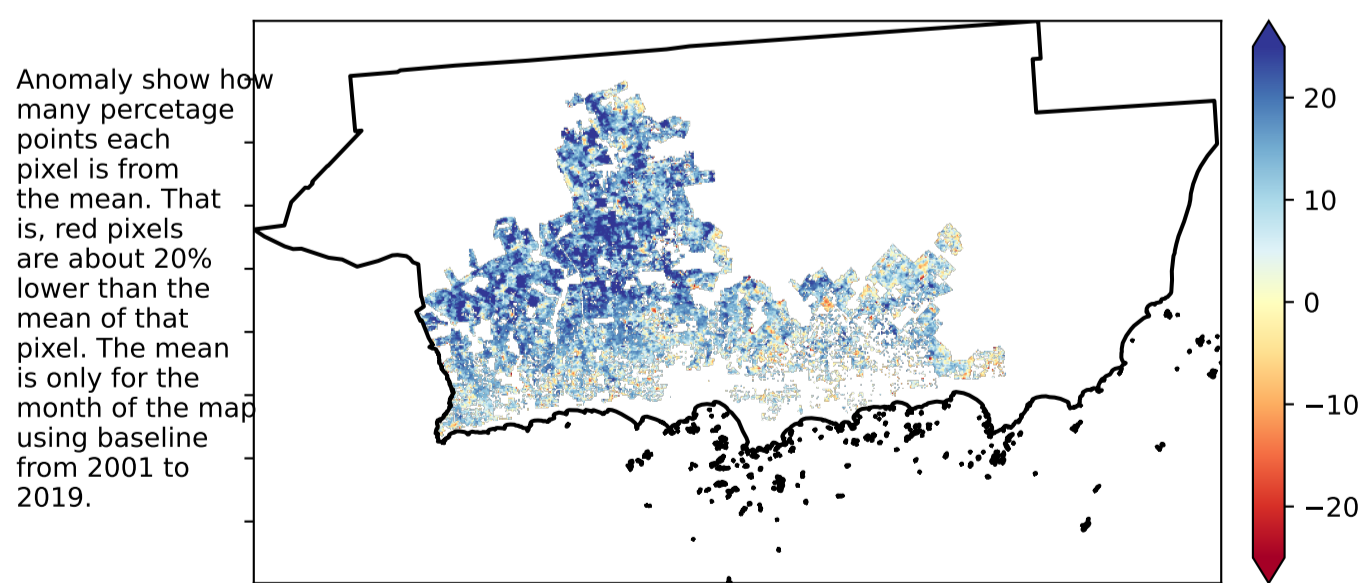 Anomaly show how
many percetage
points each
pixel is from
the mean. That
is, red pixels
are about 20%
lower than the
mean of that
pixel. The mean
is only for the
month of the map
using baseline
from 2001 to
2019.
20
10
0
−10
−20